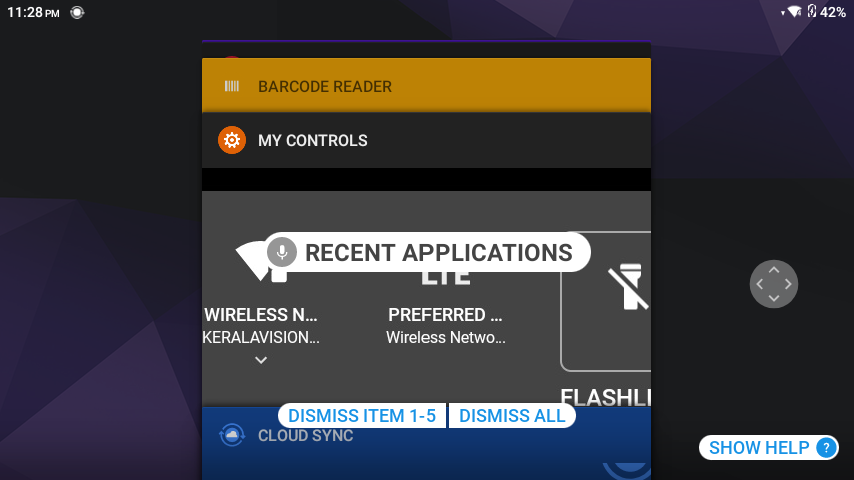 11:28 PM
42%
BARCODE READER
MY CONTROLS
RECENT APPLICATIONS
LTE
WIRELESS N...
PREFERRED ...
KERALAVISION...
Wireless Netwo...
FLASHLI
DISMISS ITEM 1-5
DISMISS ALL
CLOUD SYNC
SHOW HELP ?